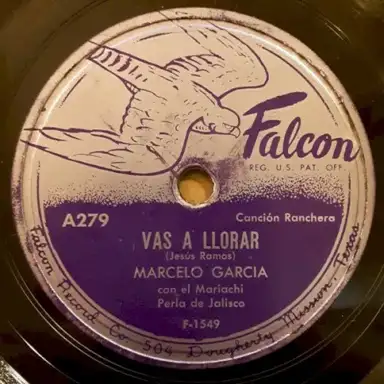 Falcon
REG. U.S. PAT. OFF.
A279
Canción Ranchera
VAS A LLORAR
(Jesús Ramos)
MARCELO GARCIA
con el Mariachi
Perla de Jalisco
F-1549
Falcon Record Co. 504 Dougherty Mission, Texas